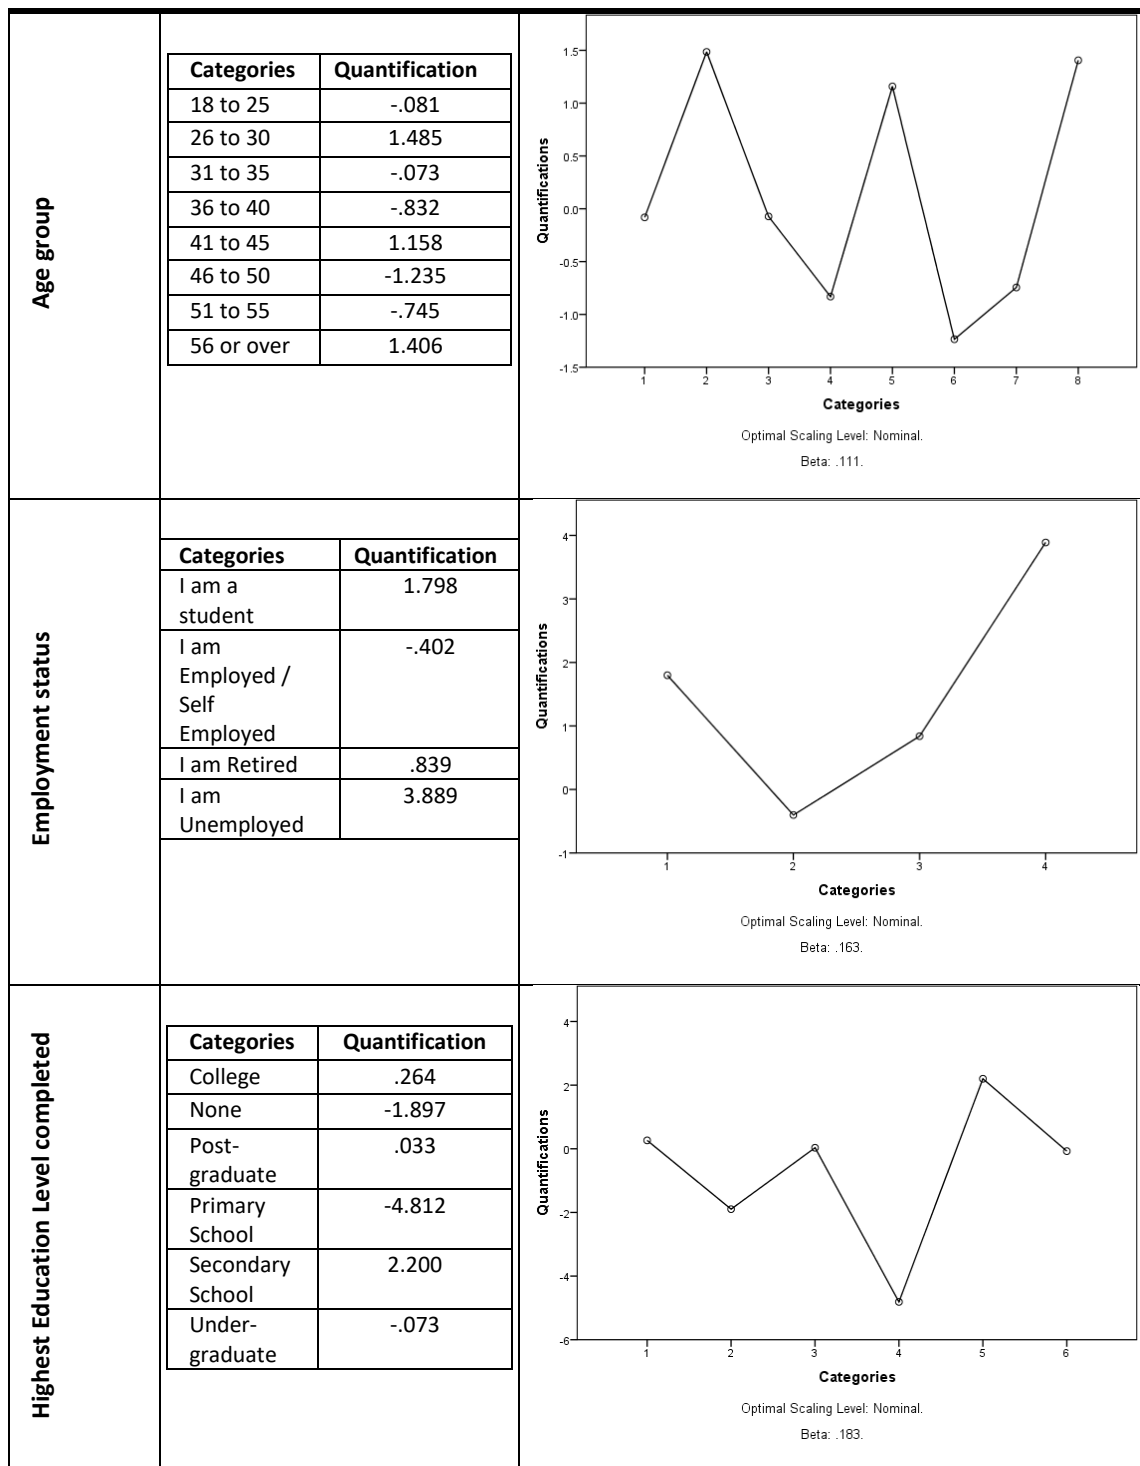 Age group
Categories Quantification
18 to 25 -.081
26 to 30 1.485
31 to 35 -.073
36 to 40 -.832
41 to 45 1.158
46 to 50 -1.235
51 to 55 -.745
56 or over 1.406
Quantifications
1.5
1.0
0.5
0.0
-0.5
-1.0
-1.5
1 2 3 4 5 6 7 8
Categories
Optimal Scaling Level: Nominal.
Beta: .111.
Employment status
Categories Quantification
I am a 1.798
student
I am -.402
Employed /
Self
Employed
I am Retired .839
I am 3.889
Unemployed
Quantifications
4
3
2
1
0
-1
1 2 3 4
Categories
Optimal Scaling Level: Nominal.
Beta: .163.
Highest Education Level completed
Categories Quantification
College .264
None -1.897
Post- .033
graduate
Primary -4.812
School
Secondary 2.200
School
Under- -.073
graduate
Quantifications
4
2
0
-2
-4
-6
1 2 3 4 5 6
Categories
Optimal Scaling Level: Nominal.
Beta: .183.